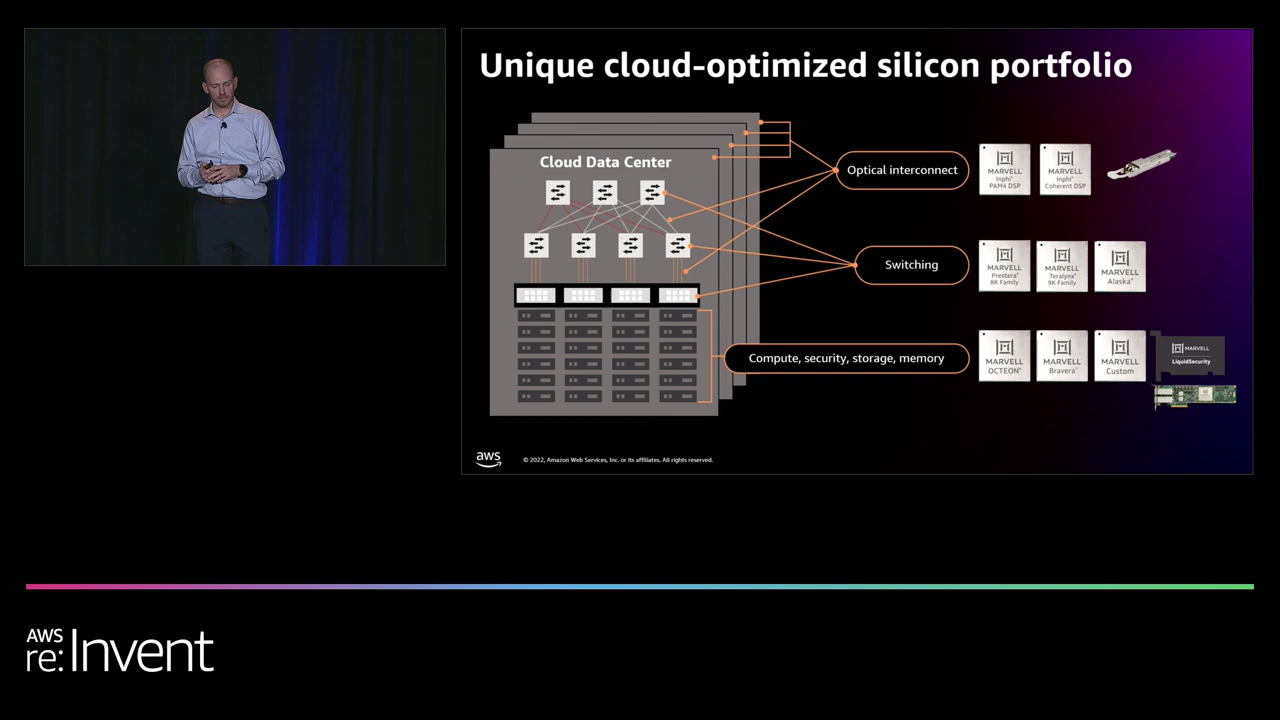 Unique cloud-optimized silicon portfolio
Cloud Data Center
Optical interconnect
MARVELL
Inphi®
PAM4 DSP
MARVELL
Inphi®
Coherent DSP
Switching
MARVELL
Prestera®
8K Family
MARVELL
Teralynx®
9K Family
MARVELL
Alaska®
Compute, security, storage, memory
MARVELL
OCTEON®
MARVELL
Bravera™
MARVELL
Custom
MARVELL
LiquidSecurity
aws
© 2022, Amazon Web Services, Inc. or its affiliates. All rights reserved.
AWS
re:Invent